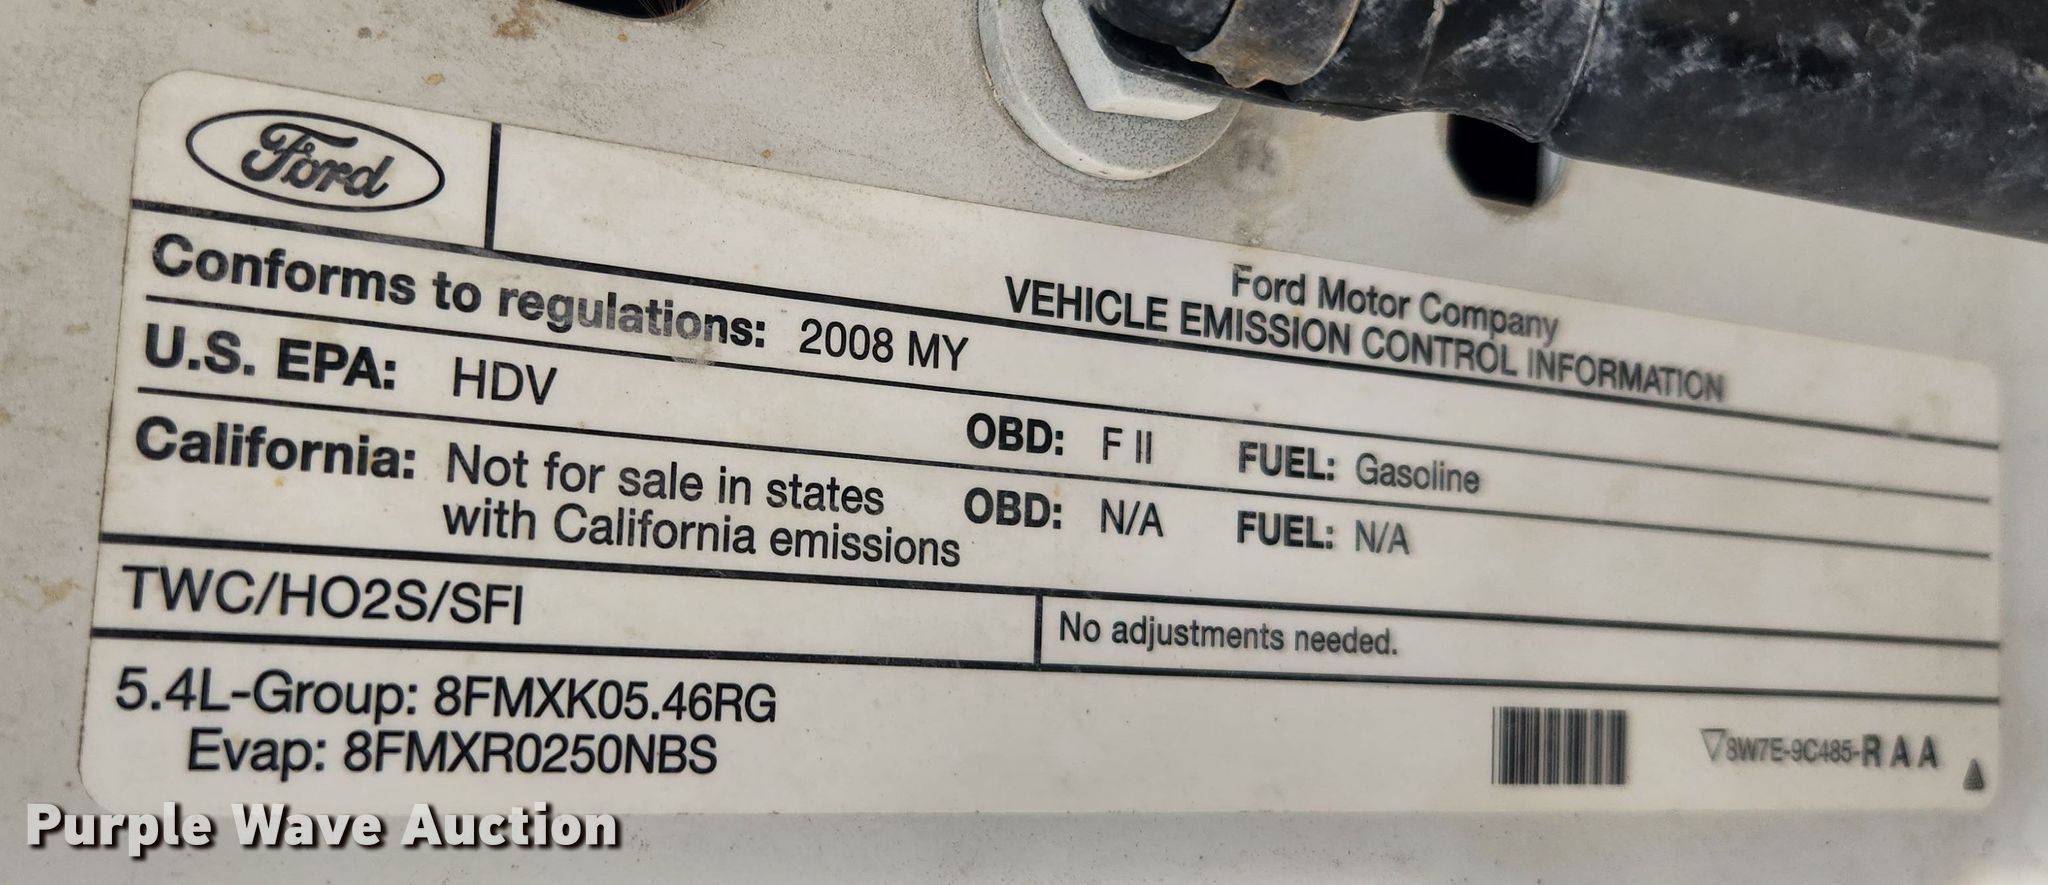 Ford
Ford Motor Company
VEHICLE EMISSION CONTROL INFORMATION
Conforms to regulations: 2008 MY
U.S. EPA: HDV OBD: F II FUEL: Gasoline
California: Not for sale in states
with California emissions OBD: N/A FUEL: N/A
TWC/HO2S/SFI No adjustments needed.
5.4L-Group: 8FMXK05.46RG
Evap: 8FMXR0250NBS
8W7E-9C485-R A A
Purple Wave Auction